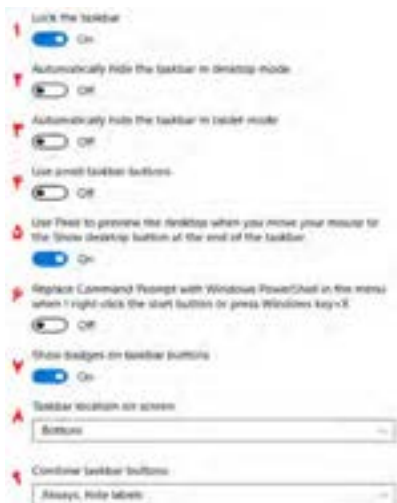 ۱ Lock the taskbar
On
۲ Automatically hide the taskbar in desktop mode
Off
۳ Automatically hide the taskbar in tablet mode
Off
۴ Use small taskbar buttons
Off
۵ Use Peek to preview the desktop when you move your mouse to
the Show desktop button at the end of the taskbar
On
۶ Replace Command Prompt with Windows PowerShell in the menu
when I right-click the start button or press Windows key+X
Off
۷ Show badges on taskbar buttons
On
۸ Taskbar location on screen
Bottom
۹ Combine taskbar buttons
Always, hide labels